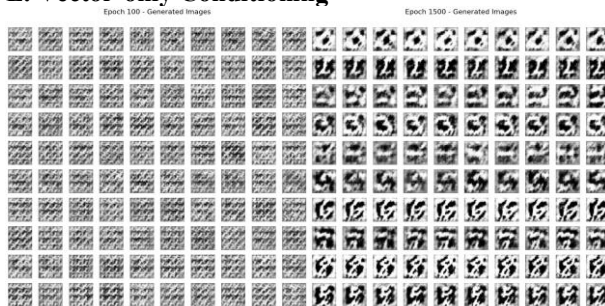 Vector-only Conditioning
Epoch 100 - Generated Images
Epoch 1500 - Generated Images